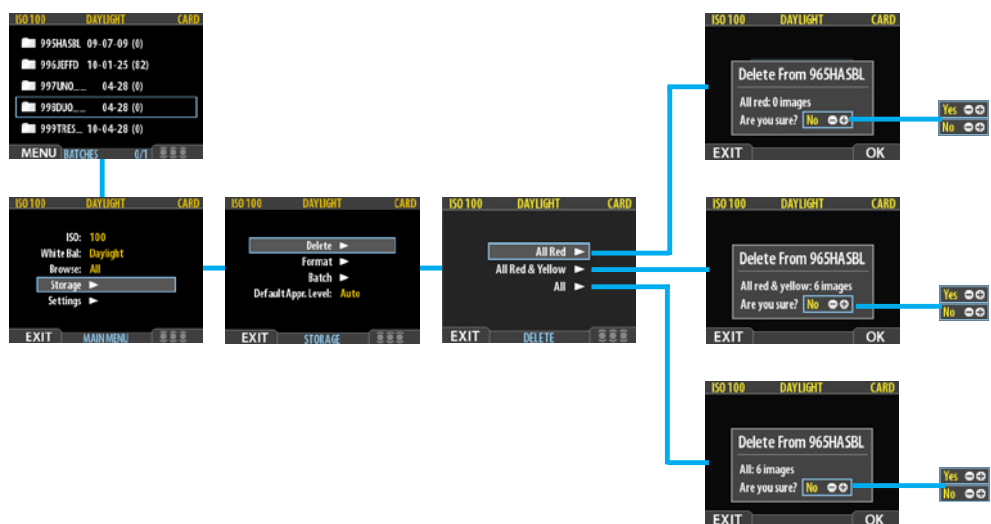 ISO 100 DAYLIGHT CARD
995HASBL 09-07-09 (0)
996JEFFD 10-01-25 (82)
997UNO__ 04-28 (0)
998DUO__ 04-28 (0)
999TRES_ 10-04-28 (0)
MENU BATCHES 0/1
ISO 100 DAYLIGHT CARD
ISO: 100
White Bal: Daylight
Browse: All
Storage
Settings
EXIT MAIN MENU
ISO 100 DAYLIGHT CARD
Delete
Format
Batch
Default Appr. Level: Auto
EXIT STORAGE
ISO 100 DAYLIGHT CARD
All Red
All Red & Yellow
All
EXIT DELETE
ISO 100 DAYLIGHT CARD
Delete From 965HASBL
All red: 0 images
Are you sure? No
EXIT OK
Yes
No
ISO 100 DAYLIGHT CARD
Delete From 965HASBL
All red & yellow: 6 images
Are you sure? No
EXIT OK
Yes
No
ISO 100 DAYLIGHT CARD
Delete From 965HASBL
All: 6 images
Are you sure? No
EXIT OK
Yes
No